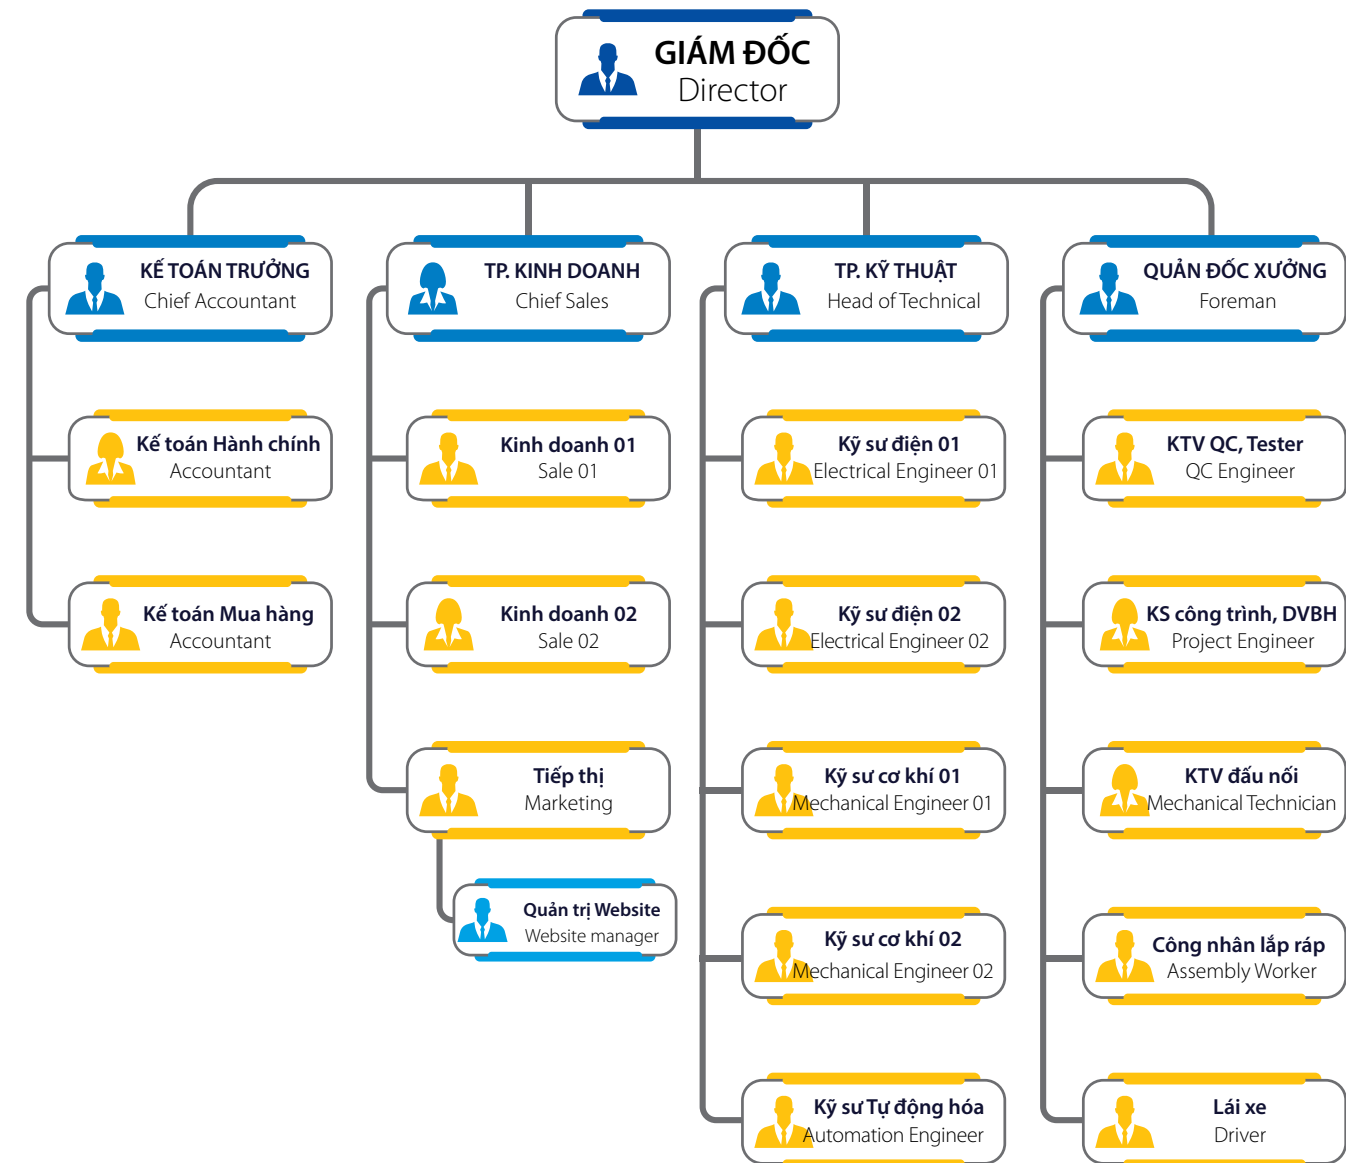 GIÁM ĐỐC
Director
KẾ TOÁN TRƯỞNG
Chief Accountant
TP. KINH DOANH
Chief Sales
TP. KỸ THUẬT
Head of Technical
QUẢN ĐỐC XƯỞNG
Foreman
Kế toán Hành chính
Accountant
Kinh doanh 01
Sale 01
Kỹ sư điện 01
Electrical Engineer 01
KTV QC, Tester
QC Engineer
Kế toán Mua hàng
Accountant
Kinh doanh 02
Sale 02
Kỹ sư điện 02
Electrical Engineer 02
KS công trình, DVBH
Project Engineer
Tiếp thị
Marketing
Kỹ sư cơ khí 01
Mechanical Engineer 01
KTV đấu nối
Mechanical Technician
Quản trị Website
Website manager
Kỹ sư cơ khí 02
Mechanical Engineer 02
Công nhân lắp ráp
Assembly Worker
Kỹ sư Tự động hóa
Automation Engineer
Lái xe
Driver